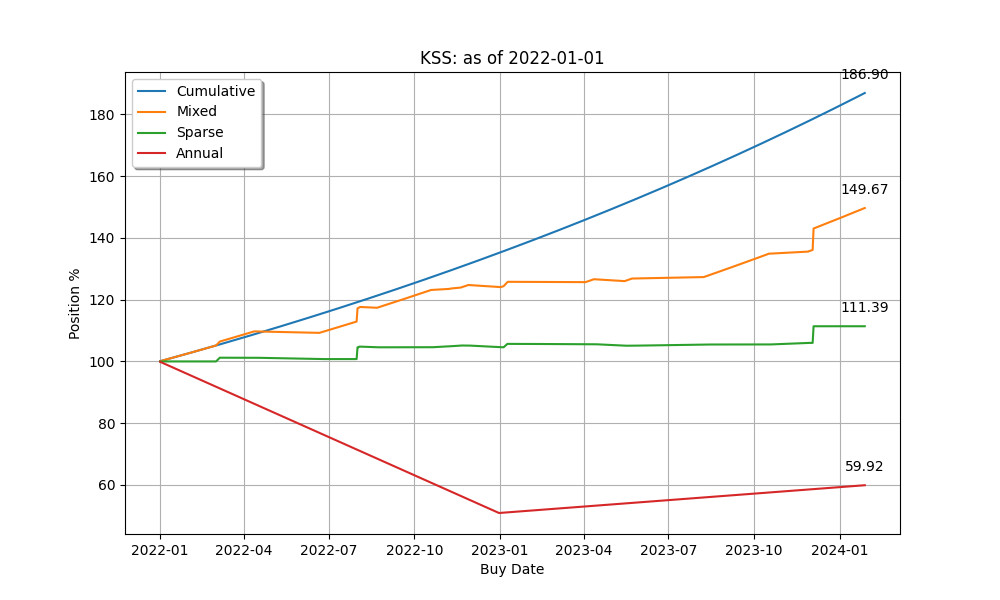 KSS: as of 2022-01-01
Cumulative
Mixed
Sparse
Annual
186.90
149.67
111.39
59.92
Position %
180
160
140
120
100
80
60
2022-01
2022-04
2022-07
2022-10
2023-01
2023-04
2023-07
2023-10
2024-01
Buy Date